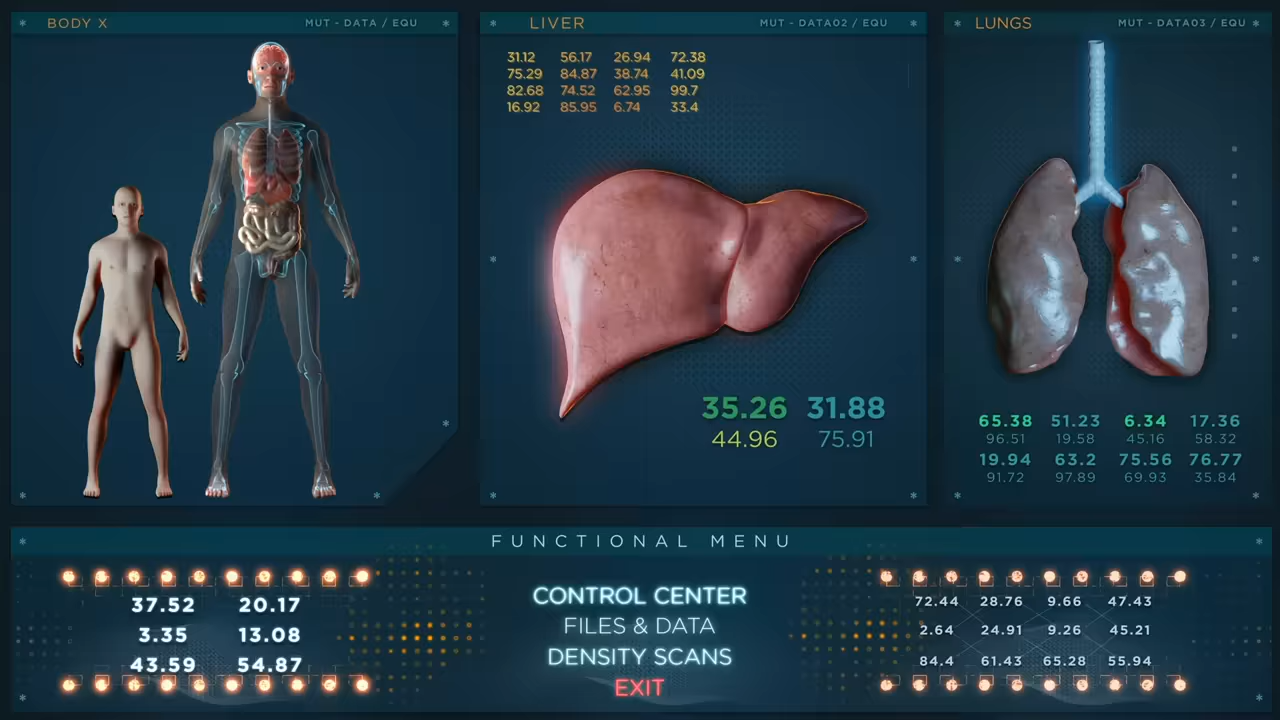 BODY X MUT - DATA / EQU
LIVER MUT - DATA02 / EQU
31.12 56.17 26.94 72.38
75.29 84.87 38.74 41.09
82.68 74.52 62.95 99.7
16.92 85.95 6.74 33.4
35.26 31.88
44.96 75.91
LUNGS MUT - DATA03 / EQU
65.38 51.23 6.34 17.36
96.51 19.58 45.16 58.32
19.94 63.2 75.56 76.77
91.72 97.89 69.93 35.84
FUNCTIONAL MENU
37.52 20.17
3.35 13.08
43.59 54.87
CONTROL CENTER
FILES & DATA
DENSITY SCANS
EXIT
72.44 28.76 9.66 47.43
2.64 24.91 9.26 45.21
84.4 61.43 65.28 55.94